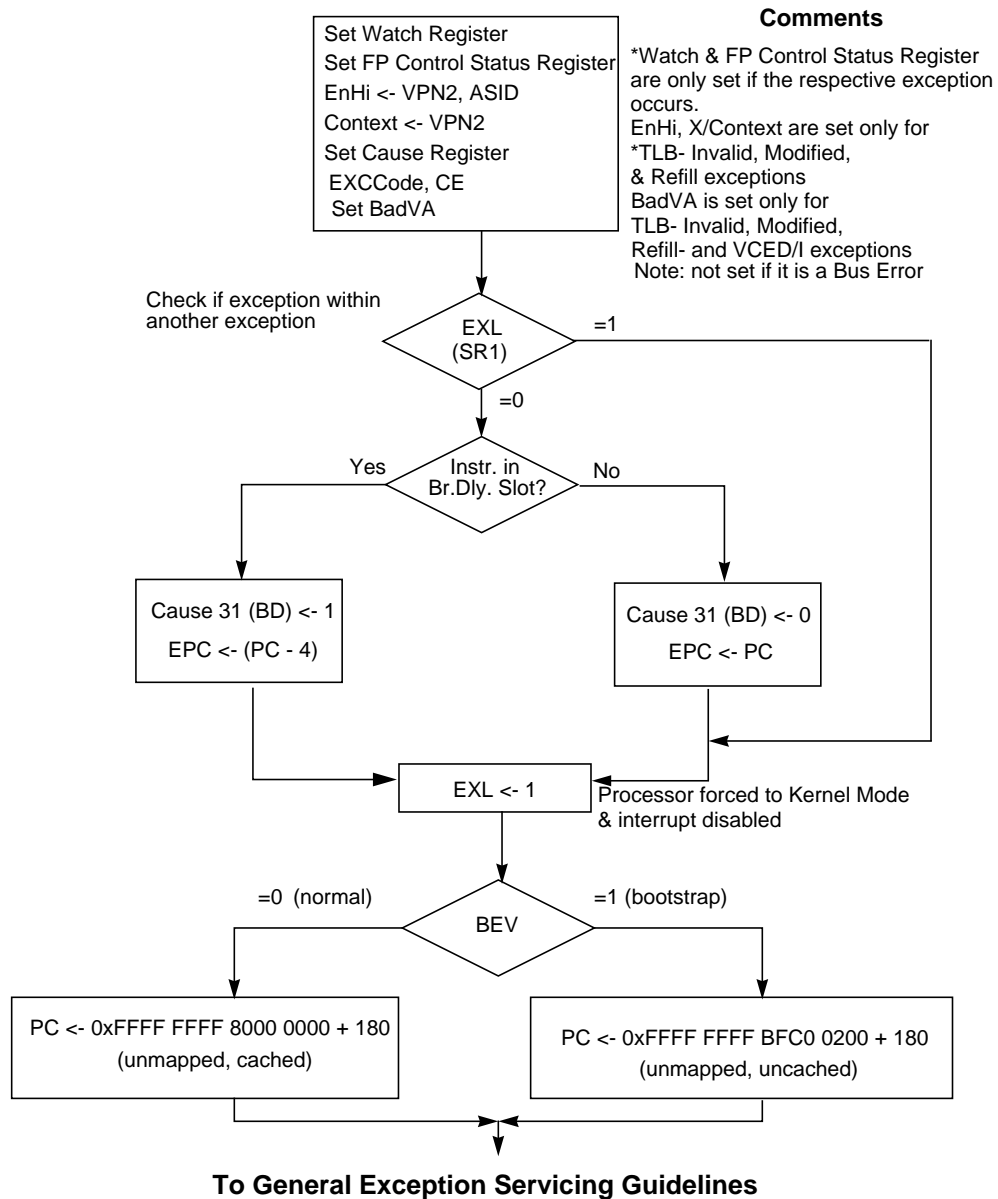 Set Watch Register
Set FP Control Status Register
EnHi <- VPN2, ASID
Context <- VPN2
Set Cause Register
EXCCode, CE
Set BadVA
Comments
*Watch & FP Control Status Register
are only set if the respective exception
occurs.
EnHi, X/Context are set only for
*TLB- Invalid, Modified,
& Refill exceptions
BadVA is set only for
TLB- Invalid, Modified,
Refill- and VCED/I exceptions
Note: not set if it is a Bus Error
Check if exception within
another exception
EXL
(SR1)
=1
=0
Yes
Instr. in
Br.Dly. Slot?
No
Cause 31 (BD) <- 1
EPC <- (PC - 4)
Cause 31 (BD) <- 0
EPC <- PC
EXL <- 1
Processor forced to Kernel Mode
& interrupt disabled
=0 (normal)
BEV
=1 (bootstrap)
PC <- 0xFFFF FFFF 8000 0000 + 180
(unmapped, cached)
PC <- 0xFFFF FFFF BFC0 0200 + 180
(unmapped, uncached)
To General Exception Servicing Guidelines